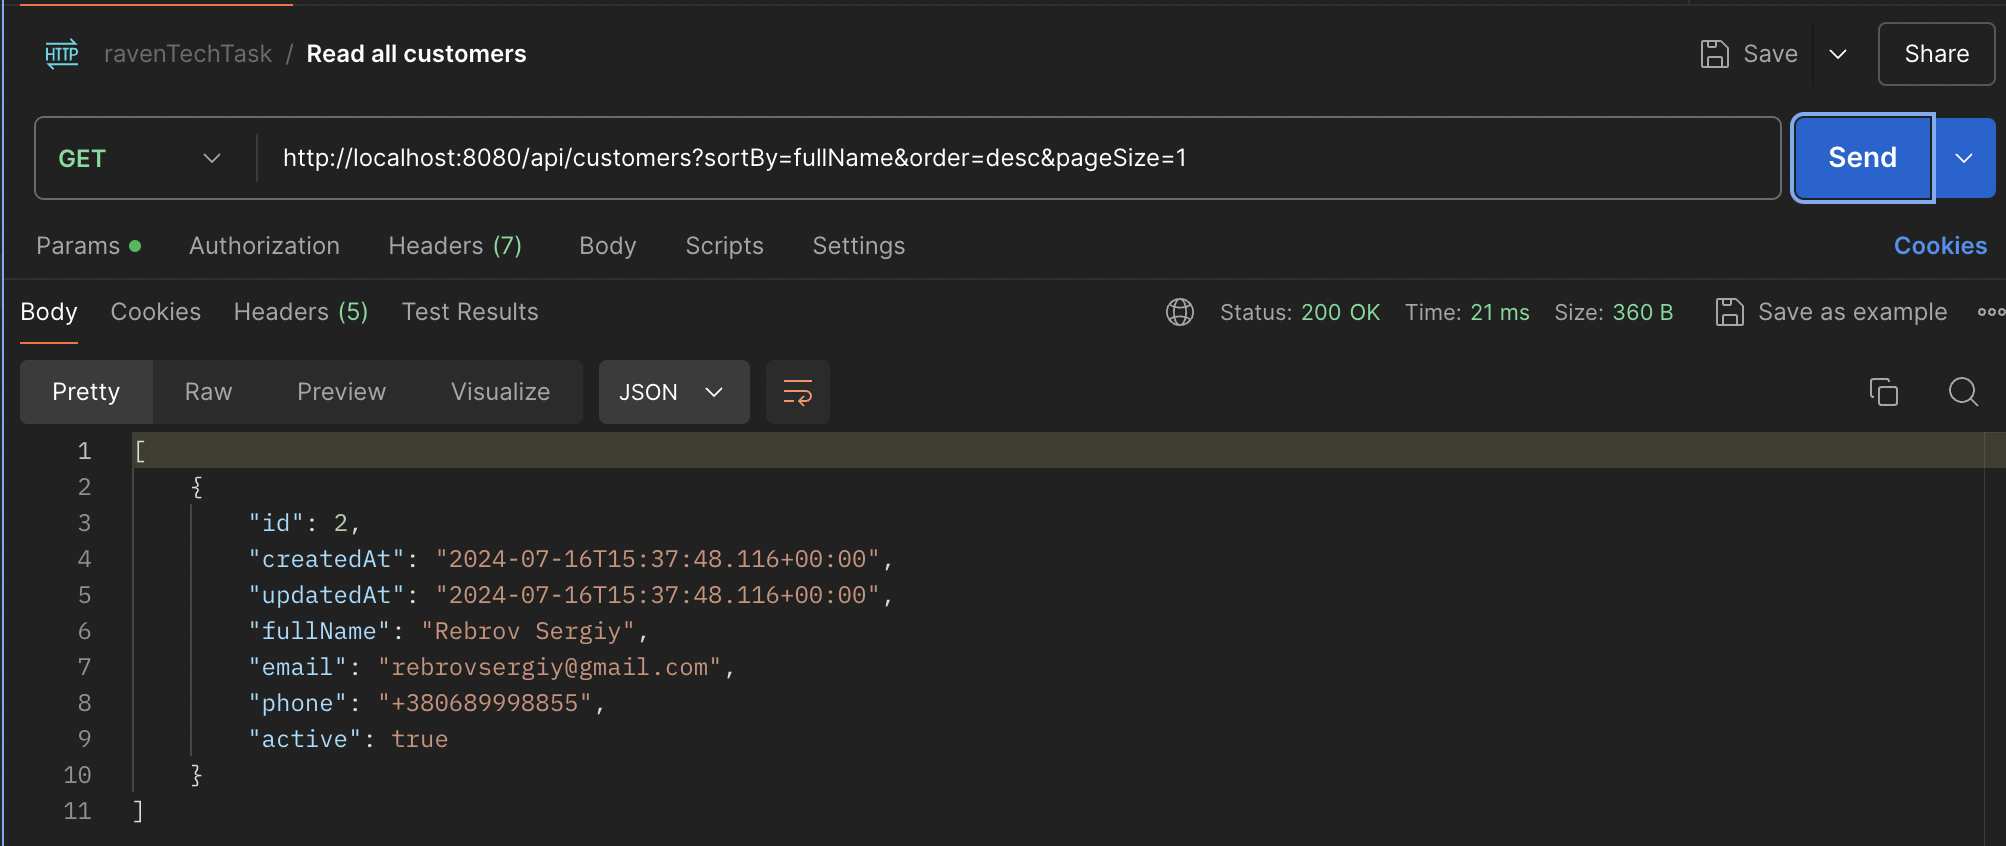 HTTP ravenTechTask / Read all customers Save Share
GET http://localhost:8080/api/customers?sortBy=fullName&order=desc&pageSize=1 Send
Params Authorization Headers (7) Body Scripts Settings Cookies
Body Cookies Headers (5) Test Results Status: 200 OK Time: 21 ms Size: 360 B Save as example
Pretty Raw Preview Visualize JSON
1 [
2 {
3 "id": 2,
4 "createdAt": "2024-07-16T15:37:48.116+00:00",
5 "updatedAt": "2024-07-16T15:37:48.116+00:00",
6 "fullName": "Rebrov Sergiy",
7 "email": "rebrovsergiy@gmail.com",
8 "phone": "+380689998855",
9 "active": true
10 }
11 ]